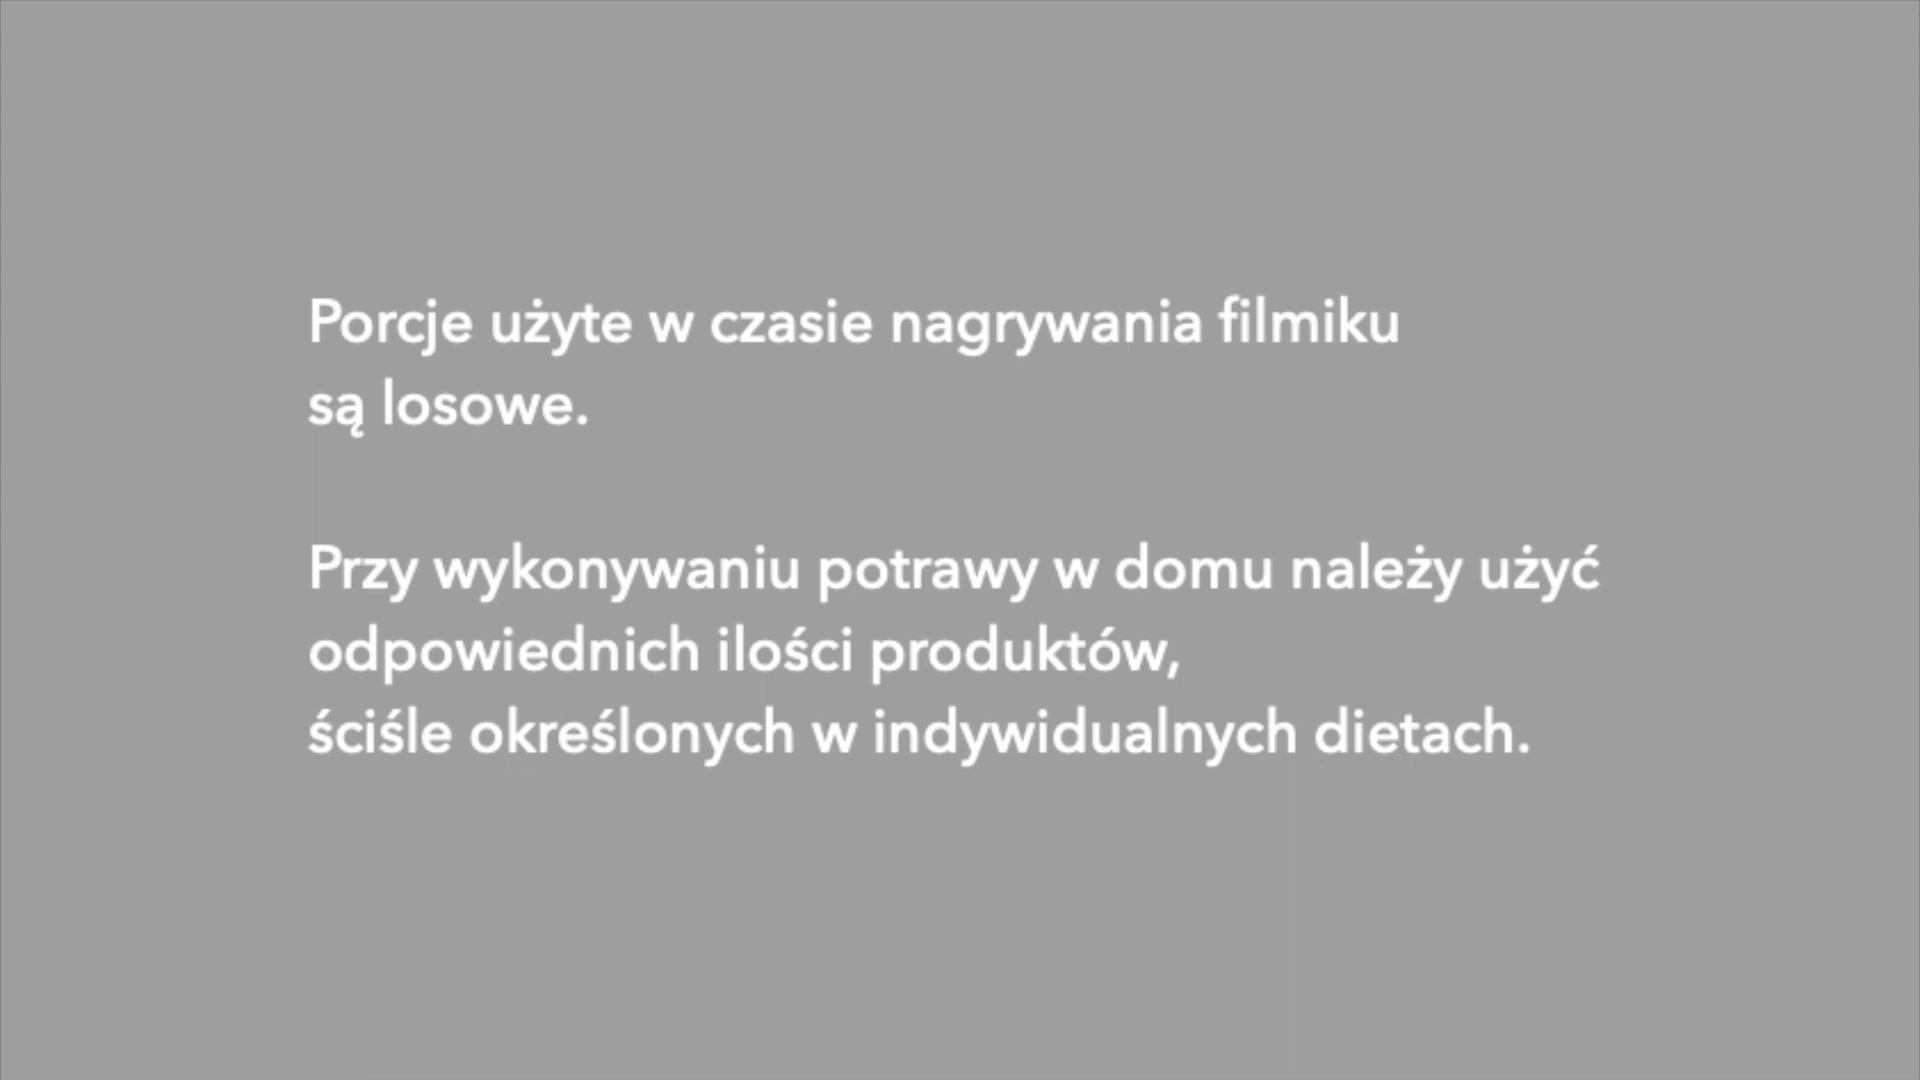 Porcje użyte w czasie nagrywania filmiku
są losowe.
Przy wykonywaniu potrawy w domu należy użyć
odpowiednich ilości produktów,
ściśle określonych w indywidualnych dietach.